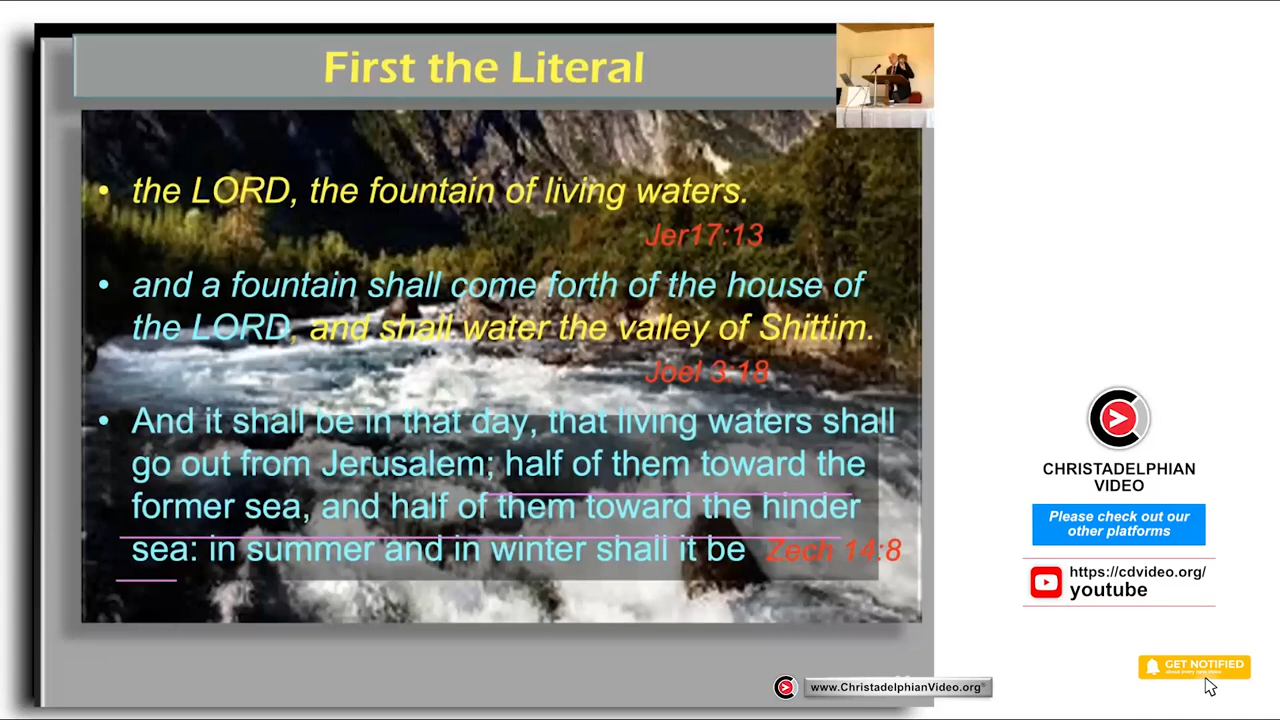 First the Literal
• the LORD, the fountain of living waters.
Jer17:13
• and a fountain shall come forth of the house of
the LORD, and shall water the valley of Shittim.
Joel 3:18
• And it shall be in that day, that living waters shall
go out from Jerusalem; half of them toward the
former sea, and half of them toward the hinder
sea: in summer and in winter shall it be Zech 14:8
CHRISTADELPHIAN
VIDEO
Please check out our
other platforms
https://cdvideo.org/
youtube
GET NOTIFIED
about every new video
www.ChristadelphianVideo.org